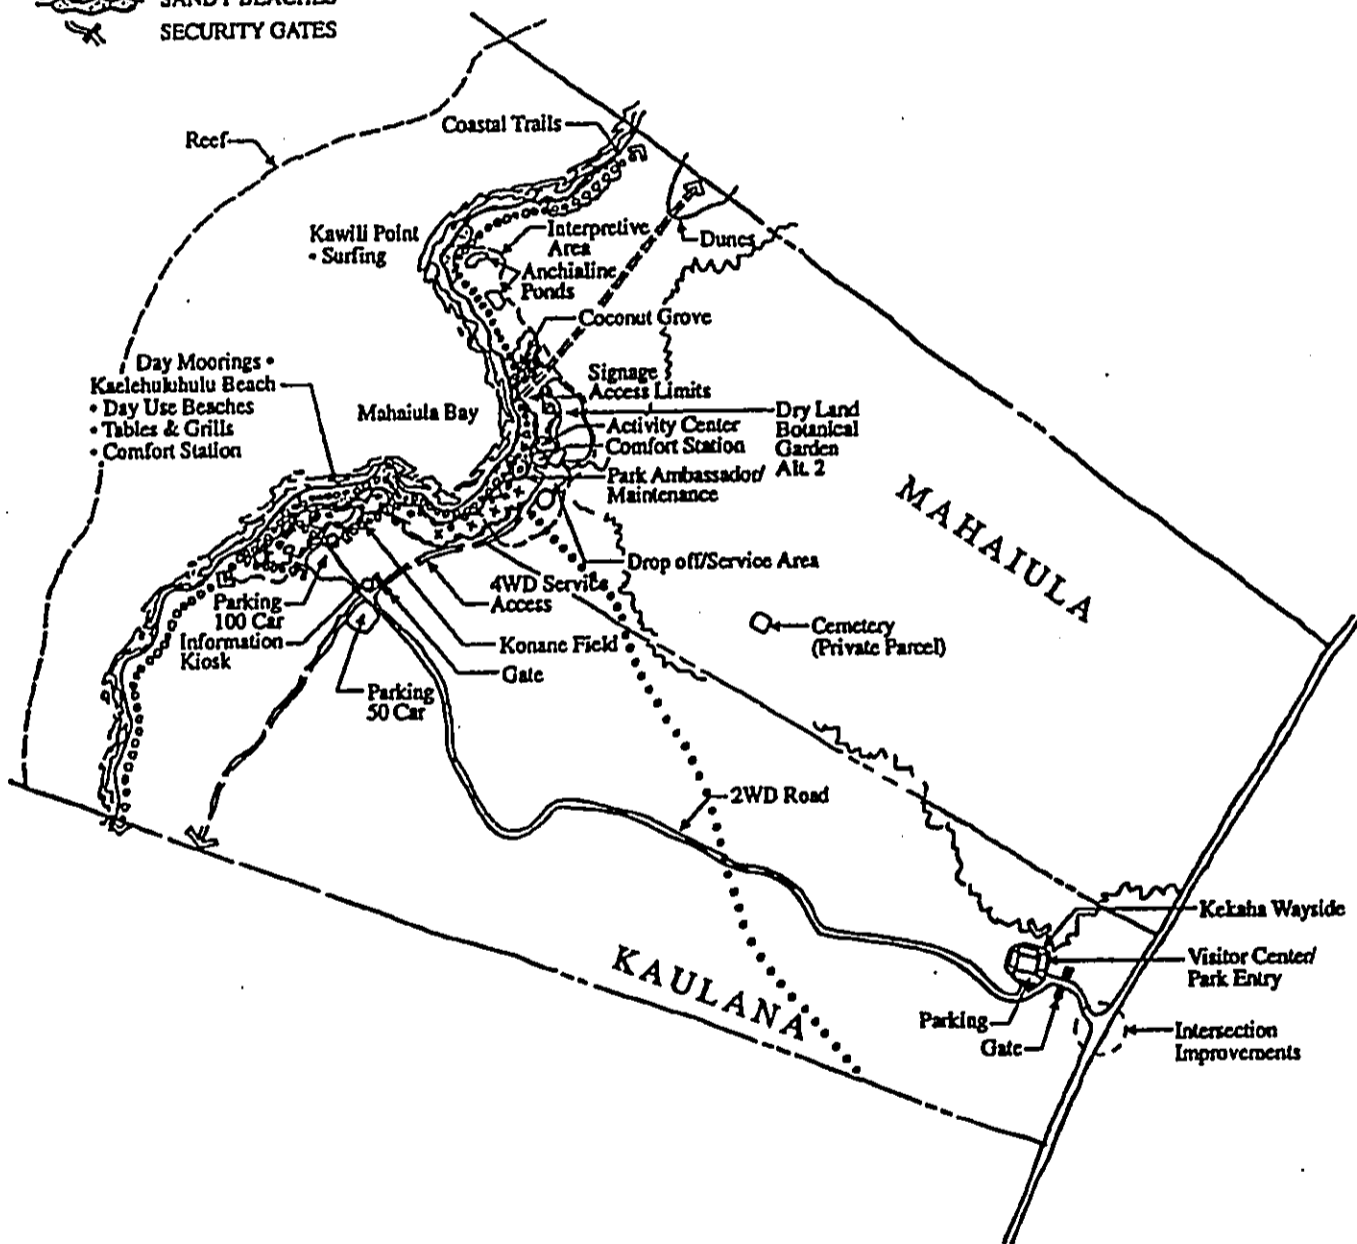 SANDY BEACHES
SECURITY GATES
Reef
Coastal Trails
Kawili Point
• Surfing
Interpretive
Area
Anchialine
Ponds
Dunes
Coconut Grove
Day Moorings •
Kaelehuluhulu Beach
• Day Use Beaches
• Tables & Grills
• Comfort Station
Mahaiula Bay
Signage
Access Limits
Activity Center
Comfort Station
Park Ambassador/
Maintenance
Dry Land
Botanical
Garden
Alt. 2
MAHAIULA
Drop off/Service Area
4WD Service
Access
Parking
100 Car
Information
Kiosk
Konane Field
Gate
Parking
50 Car
Cemetery
(Private Parcel)
2WD Road
KAULANA
Kekaha Wayside
Visitor Center/
Park Entry
Parking
Gate
Intersection
Improvements